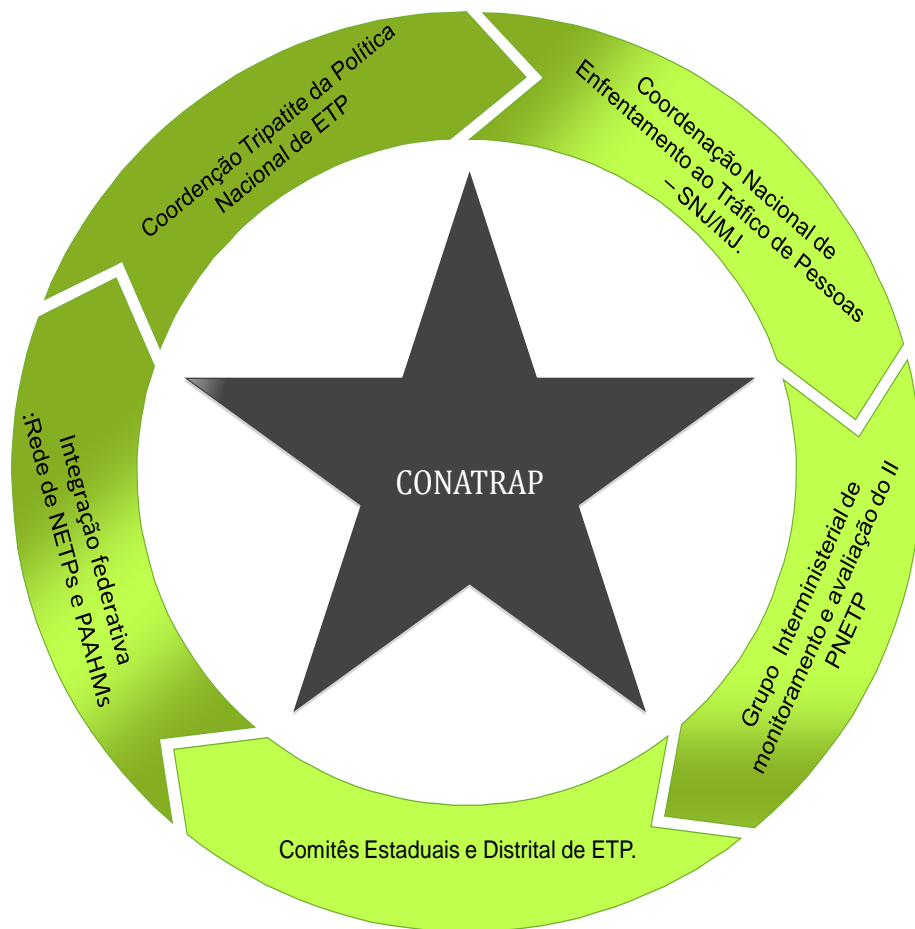 Coordenção Tripatite da Política
Nacional de ETP
Coordenação Nacional de
Enfrentamento ao Tráfico de Pessoas
– SNJ/MJ.
Grupo Interministerial de
monitoramento e avaliação do II
PNETP
Comitês Estaduais e Distrital de ETP.
Integração federativa
:Rede de NETPs e PAAHMs
CONATRAP